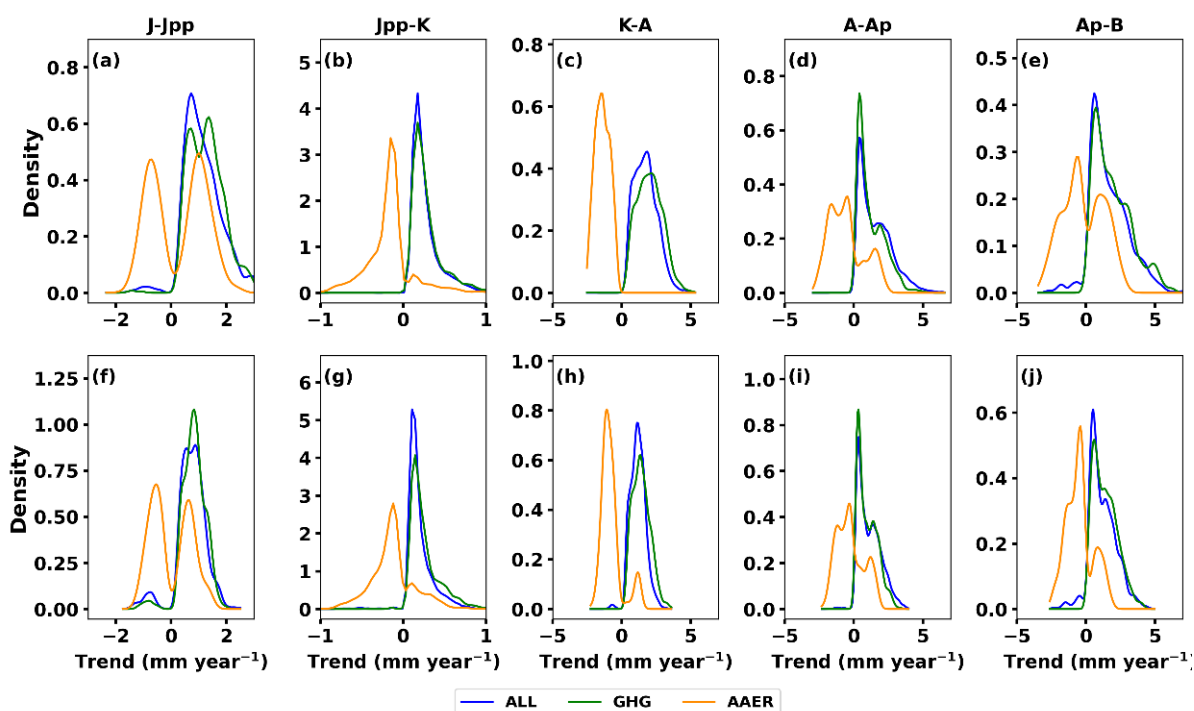 J-Jpp Jpp-K K-A A-Ap Ap-B
(a) (b) (c) (d) (e)
Density
0.8 0.6 0.4 0.2 0.0
−2 0 2
5 4 3 2 1 0
−1 0 1
0.8 0.6 0.4 0.2 0.0
−5 0 5
0.8 0.6 0.4 0.2 0.0
−5 0 5
0.5 0.4 0.3 0.2 0.1 0.0
−5 0 5
(f) (g) (h) (i) (j)
Density
1.25 1.00 0.75 0.50 0.25 0.00
−2 0 2
6 5 4 3 2 1 0
−1 0 1
1.0 0.8 0.6 0.4 0.2 0.0
−5 0 5
1.0 0.8 0.6 0.4 0.2 0.0
−5 0 5
0.6 0.4 0.2 0.0
−5 0 5
Trend (mm year⁻¹) Trend (mm year⁻¹) Trend (mm year⁻¹) Trend (mm year⁻¹) Trend (mm year⁻¹)
ALL GHG AAER